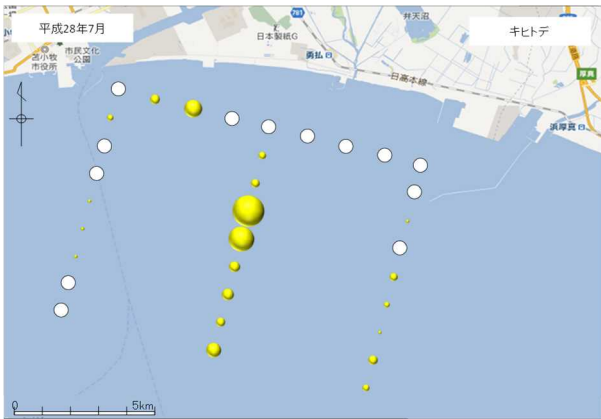 平成28年7月
キヒトデ
781
弁天沼
日本製紙G
市民文化
公園
苫小牧
市役所
勇払
日高本線
厚真
浜厚真
0
5km